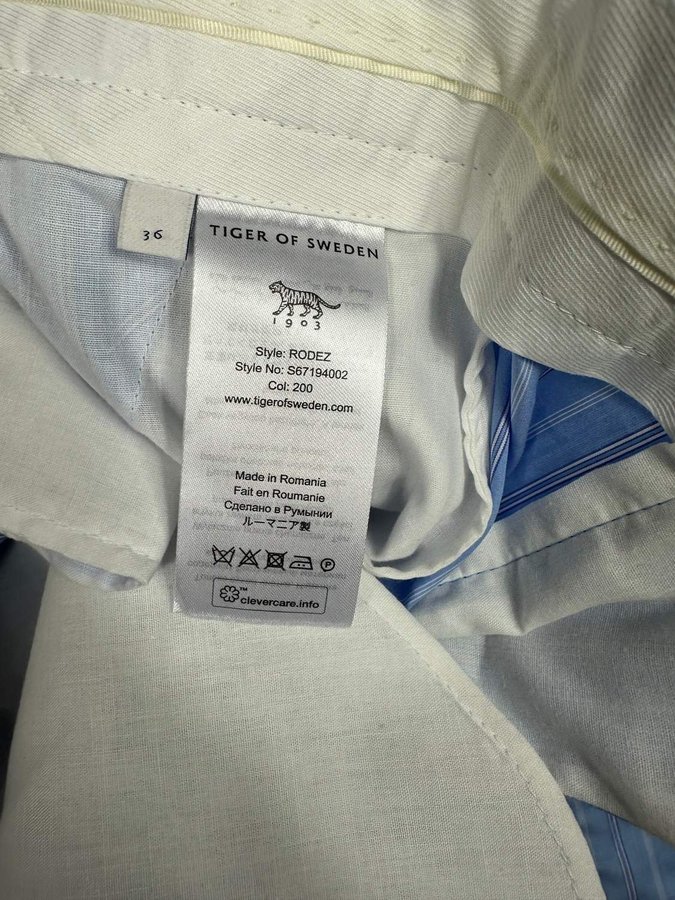 36
TIGER OF SWEDEN
1903
Style: RODEZ
Style No: S67194002
Col: 200
www.tigerofsweden.com
Made in Romania
Fait en Roumanie
Сделано в Румынии
ルーマニア製
P
™
clevercare.info